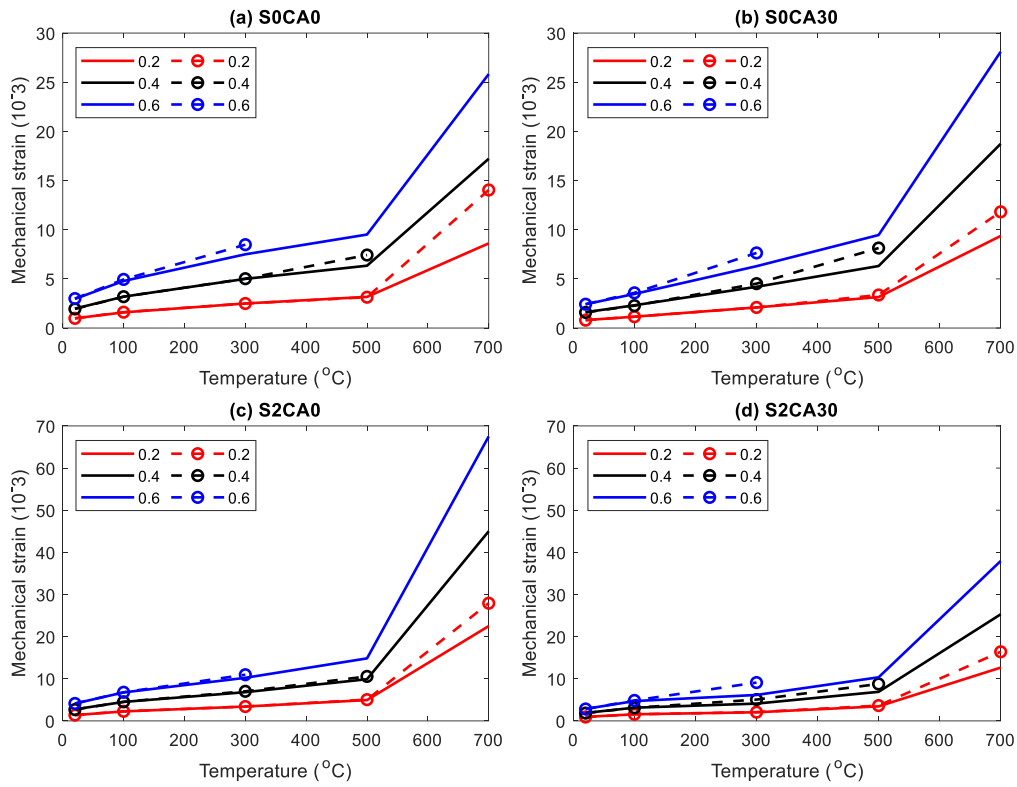 (a) S0CA0
Mechanical strain (10⁻3)
30
25
20
15
10
5
0
0.2 0.2
0.4 0.4
0.6 0.6
0 100 200 300 400 500 600 700
Temperature (°C)
(b) S0CA30
Mechanical strain (10⁻3)
30
25
20
15
10
5
0
0.2 0.2
0.4 0.4
0.6 0.6
0 100 200 300 400 500 600 700
Temperature (°C)
(c) S2CA0
Mechanical strain (10⁻3)
70
60
50
40
30
20
10
0
0.2 0.2
0.4 0.4
0.6 0.6
0 100 200 300 400 500 600 700
Temperature (°C)
(d) S2CA30
Mechanical strain (10⁻3)
70
60
50
40
30
20
10
0
0.2 0.2
0.4 0.4
0.6 0.6
0 100 200 300 400 500 600 700
Temperature (°C)